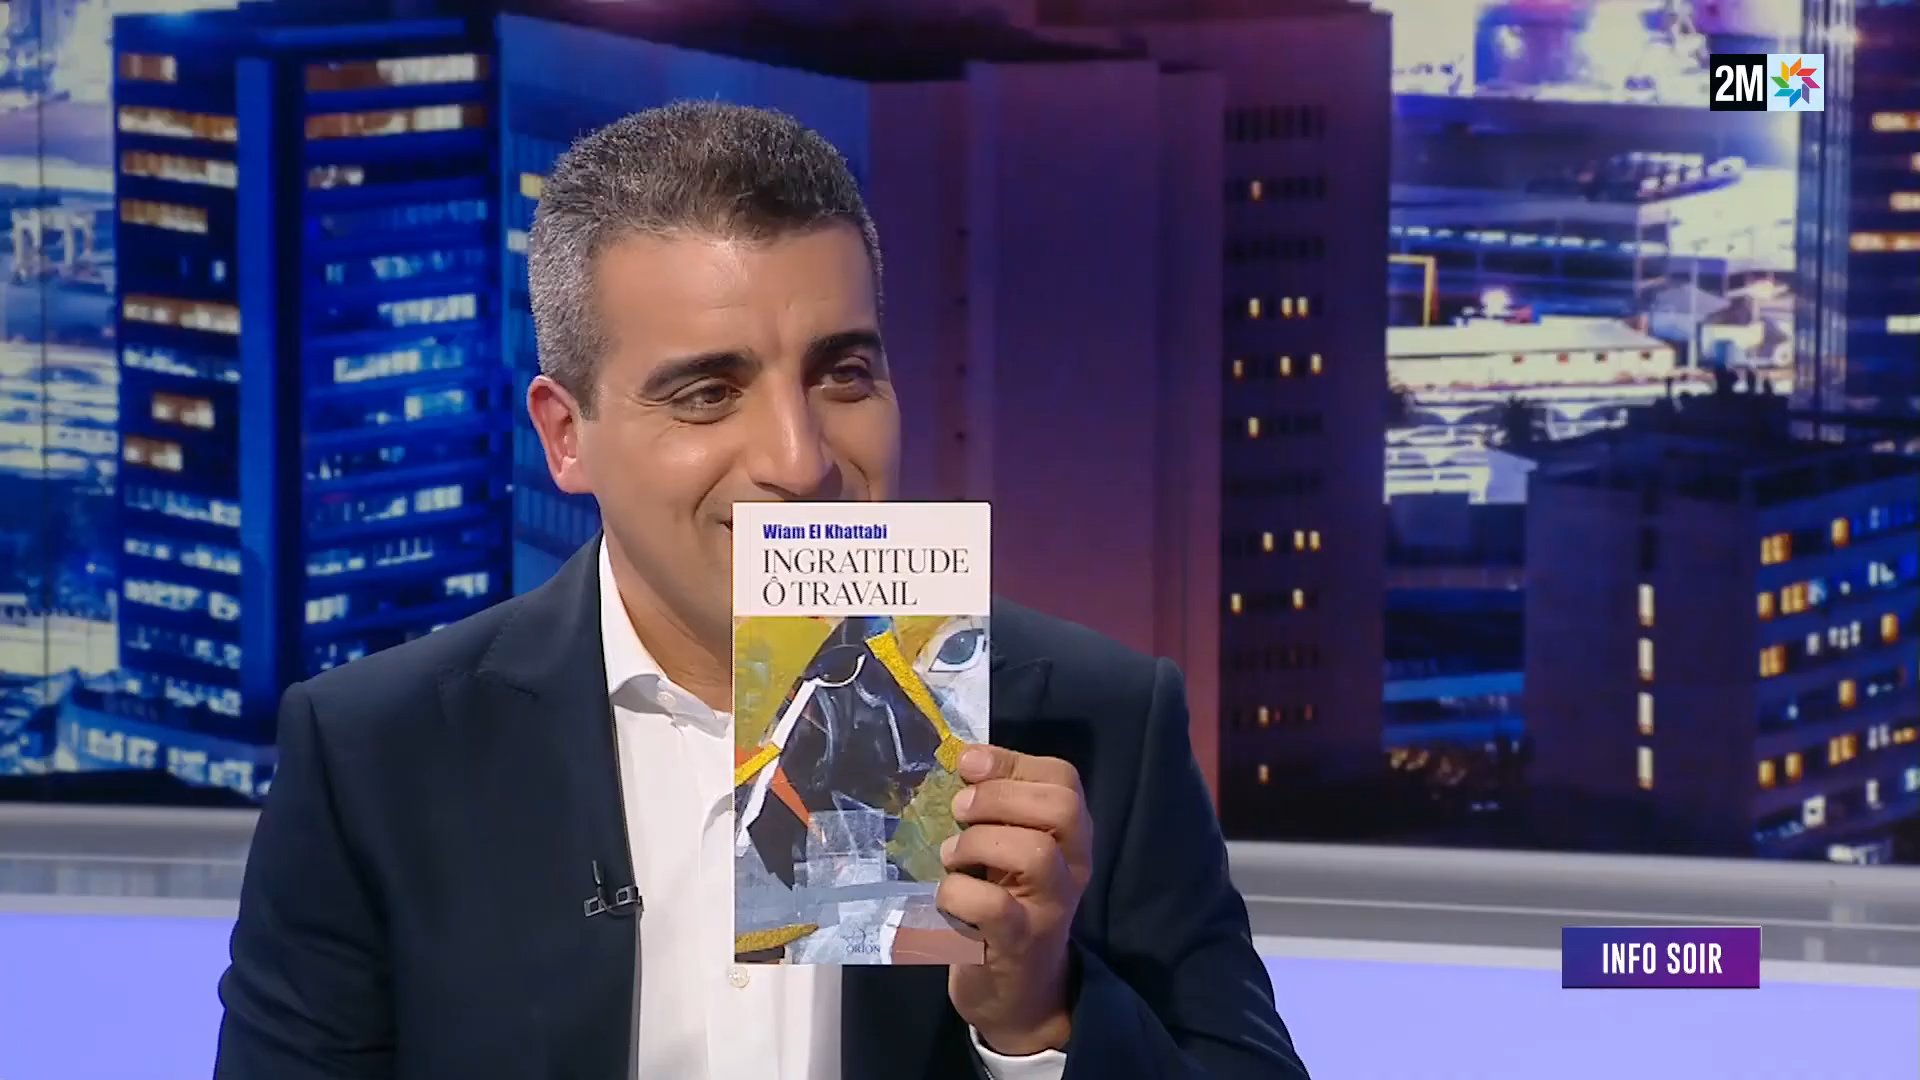 2M
Wiam El Khattabi
INGRATITUDE
Ô TRAVAIL
ORION
INFO SOIR